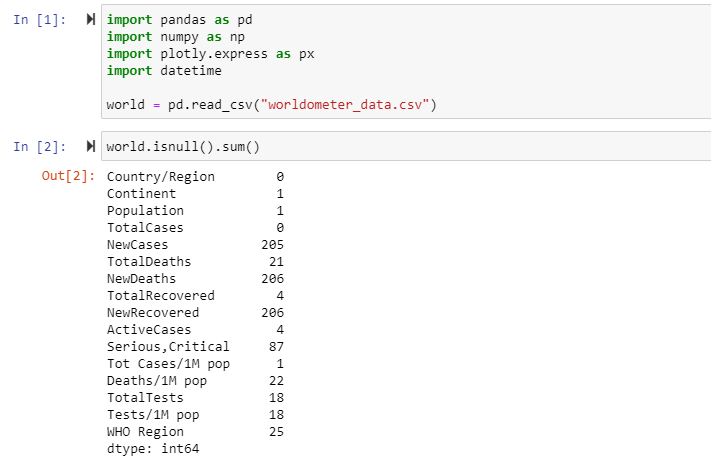 In [1]: import pandas as pd
import numpy as np
import plotly.express as px
import datetime
world = pd.read_csv("worldometer_data.csv")
In [2]: world.isnull().sum()
Out[2]: Country/Region 0
Continent 1
Population 1
TotalCases 0
NewCases 205
TotalDeaths 21
NewDeaths 206
TotalRecovered 4
NewRecovered 206
ActiveCases 4
Serious,Critical 87
Tot Cases/1M pop 1
Deaths/1M pop 22
TotalTests 18
Tests/1M pop 18
WHO Region 25
dtype: int64